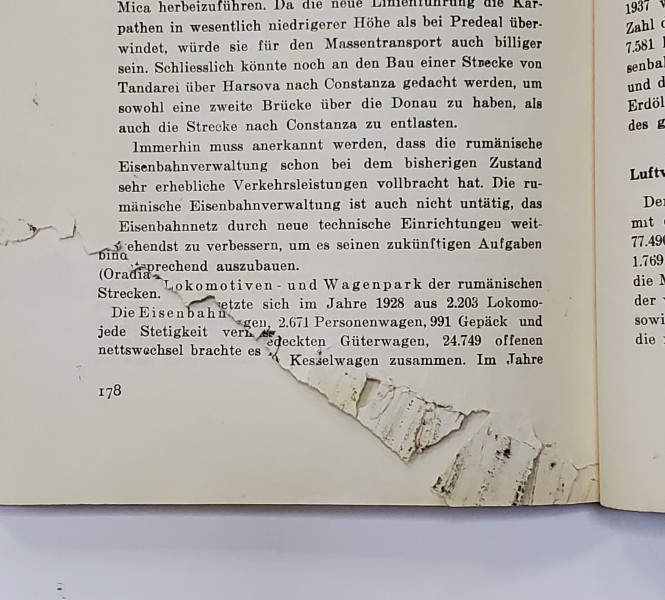 Mica herbeizuführen. Da die neue Linienführung die Kar-
pathen in wesentlich niedrigerer Höhe als bei Predeal über-
windet, würde sie für den Massentransport auch billiger
sein. Schliesslich könnte noch an den Bau einer Strecke von
Tandarei über Harsova nach Constanza gedacht werden, um
sowohl eine zweite Brücke über die Donau zu haben, als
auch die Strecke nach Constanza zu entlasten.
Immerhin muss anerkannt werden, dass die rumänische
Eisenbahnverwaltung schon bei dem bisherigen Zustand
sehr erhebliche Verkehrsleistungen vollbracht hat. Die ru-
mänische Eisenbahnverwaltung ist auch nicht untätig, das
Eisenbahnnetz durch neue technische Einrichtungen weit-
ehendst zu verbessern, um es seinen zukünftigen Aufgaben
sprechend auszubauen.
(Oradia
Lokomotiven- und Wagenpark der rumänischen
Strecken.
etzte sich im Jahre 1928 aus 2.203 Lokomo-
Die Eisenbahn
gen, 2.671 Personenwagen, 991 Gepäck und
jede Stetigkeit
edeckten Güterwagen, 24.749 offenen
nettswechsel brachte es
Kesselwagen zusammen. Im Jahre
178
1937
Zahl
7.581
senba
und d
Erdöl
des g
Luftv
De
mit
77.490
1.769
die M
der
sowi
die